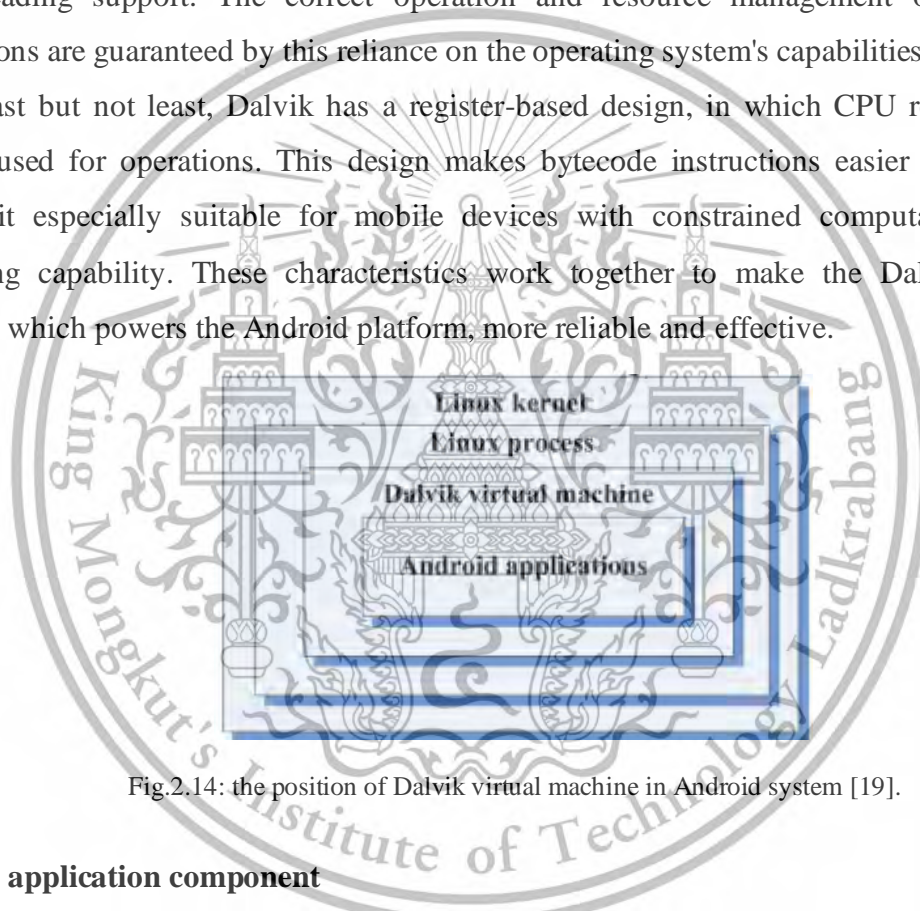 ading support. The correct operation and resource management o
ons are guaranteed by this reliance on the operating system's capabilities
ast but not least, Dalvik has a register-based design, in which CPU r
used for operations. This design makes bytecode instructions easier
it especially suitable for mobile devices with constrained computa
ng capability. These characteristics work together to make the Dal
which powers the Android platform, more reliable and effective.
Linux kernel
Linux process
Dalvik virtual machine
Android applications
King Mongkut's Institute of Technology Ladkrabang
Fig.2.14: the position of Dalvik virtual machine in Android system [19].
application component